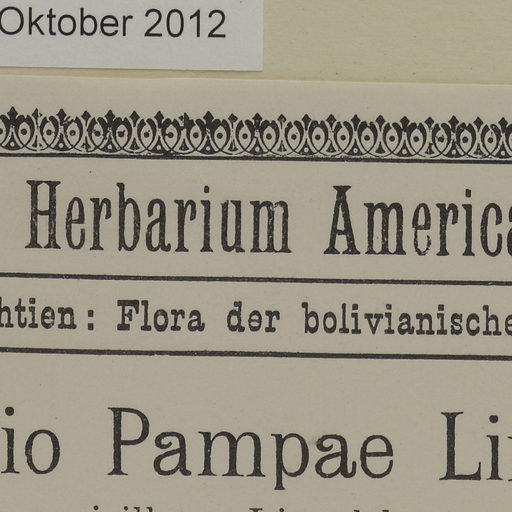 Oktober 2012
Herbarium America
htien: Flora der bolivianische
io Pampae Li